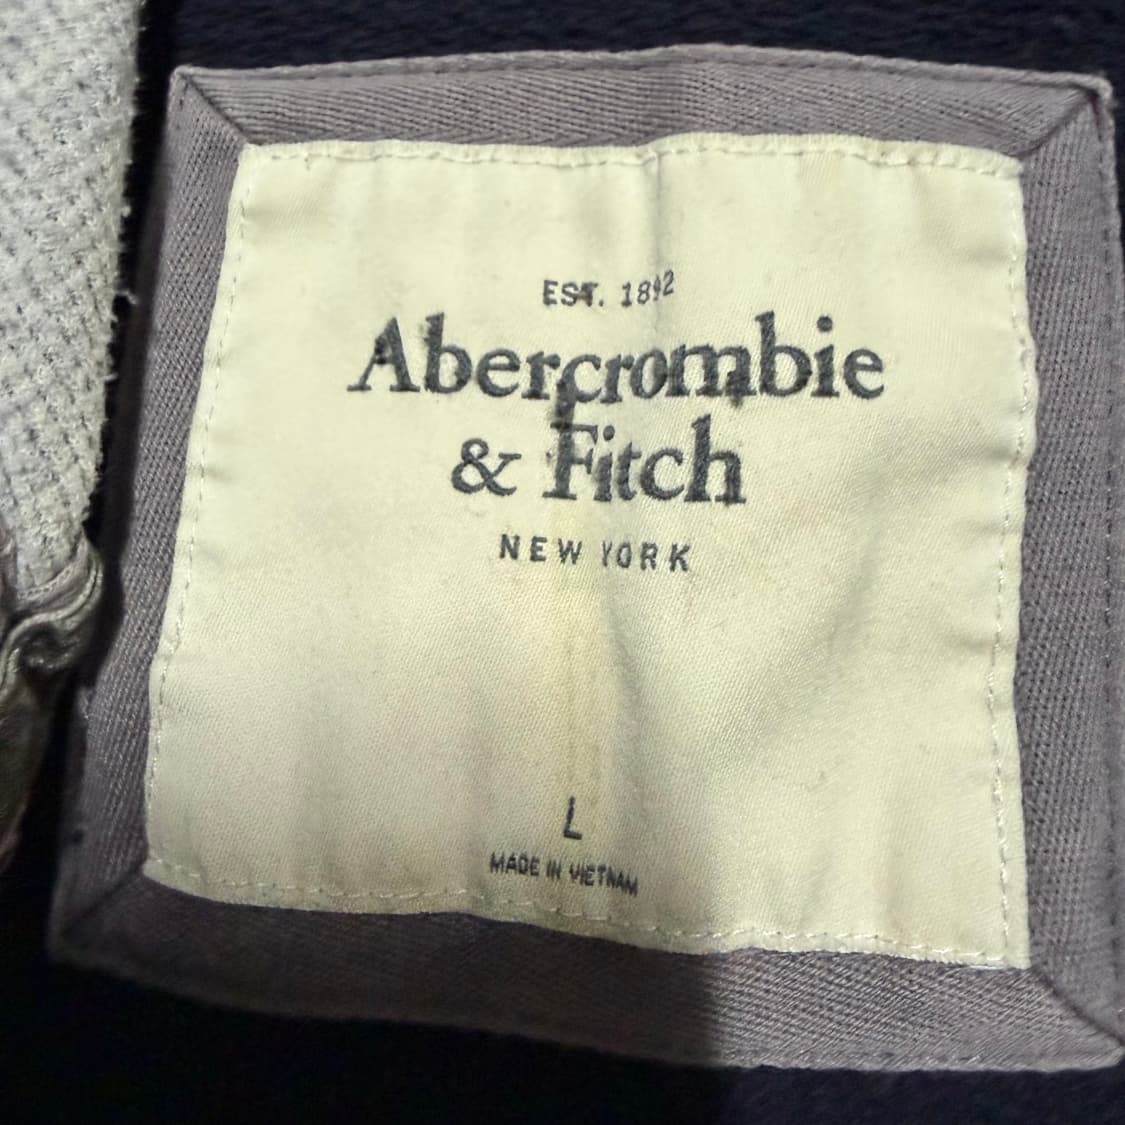 EST. 1892
Abercrombie
& Fitch
NEW YORK
L
MADE IN VIETNAM